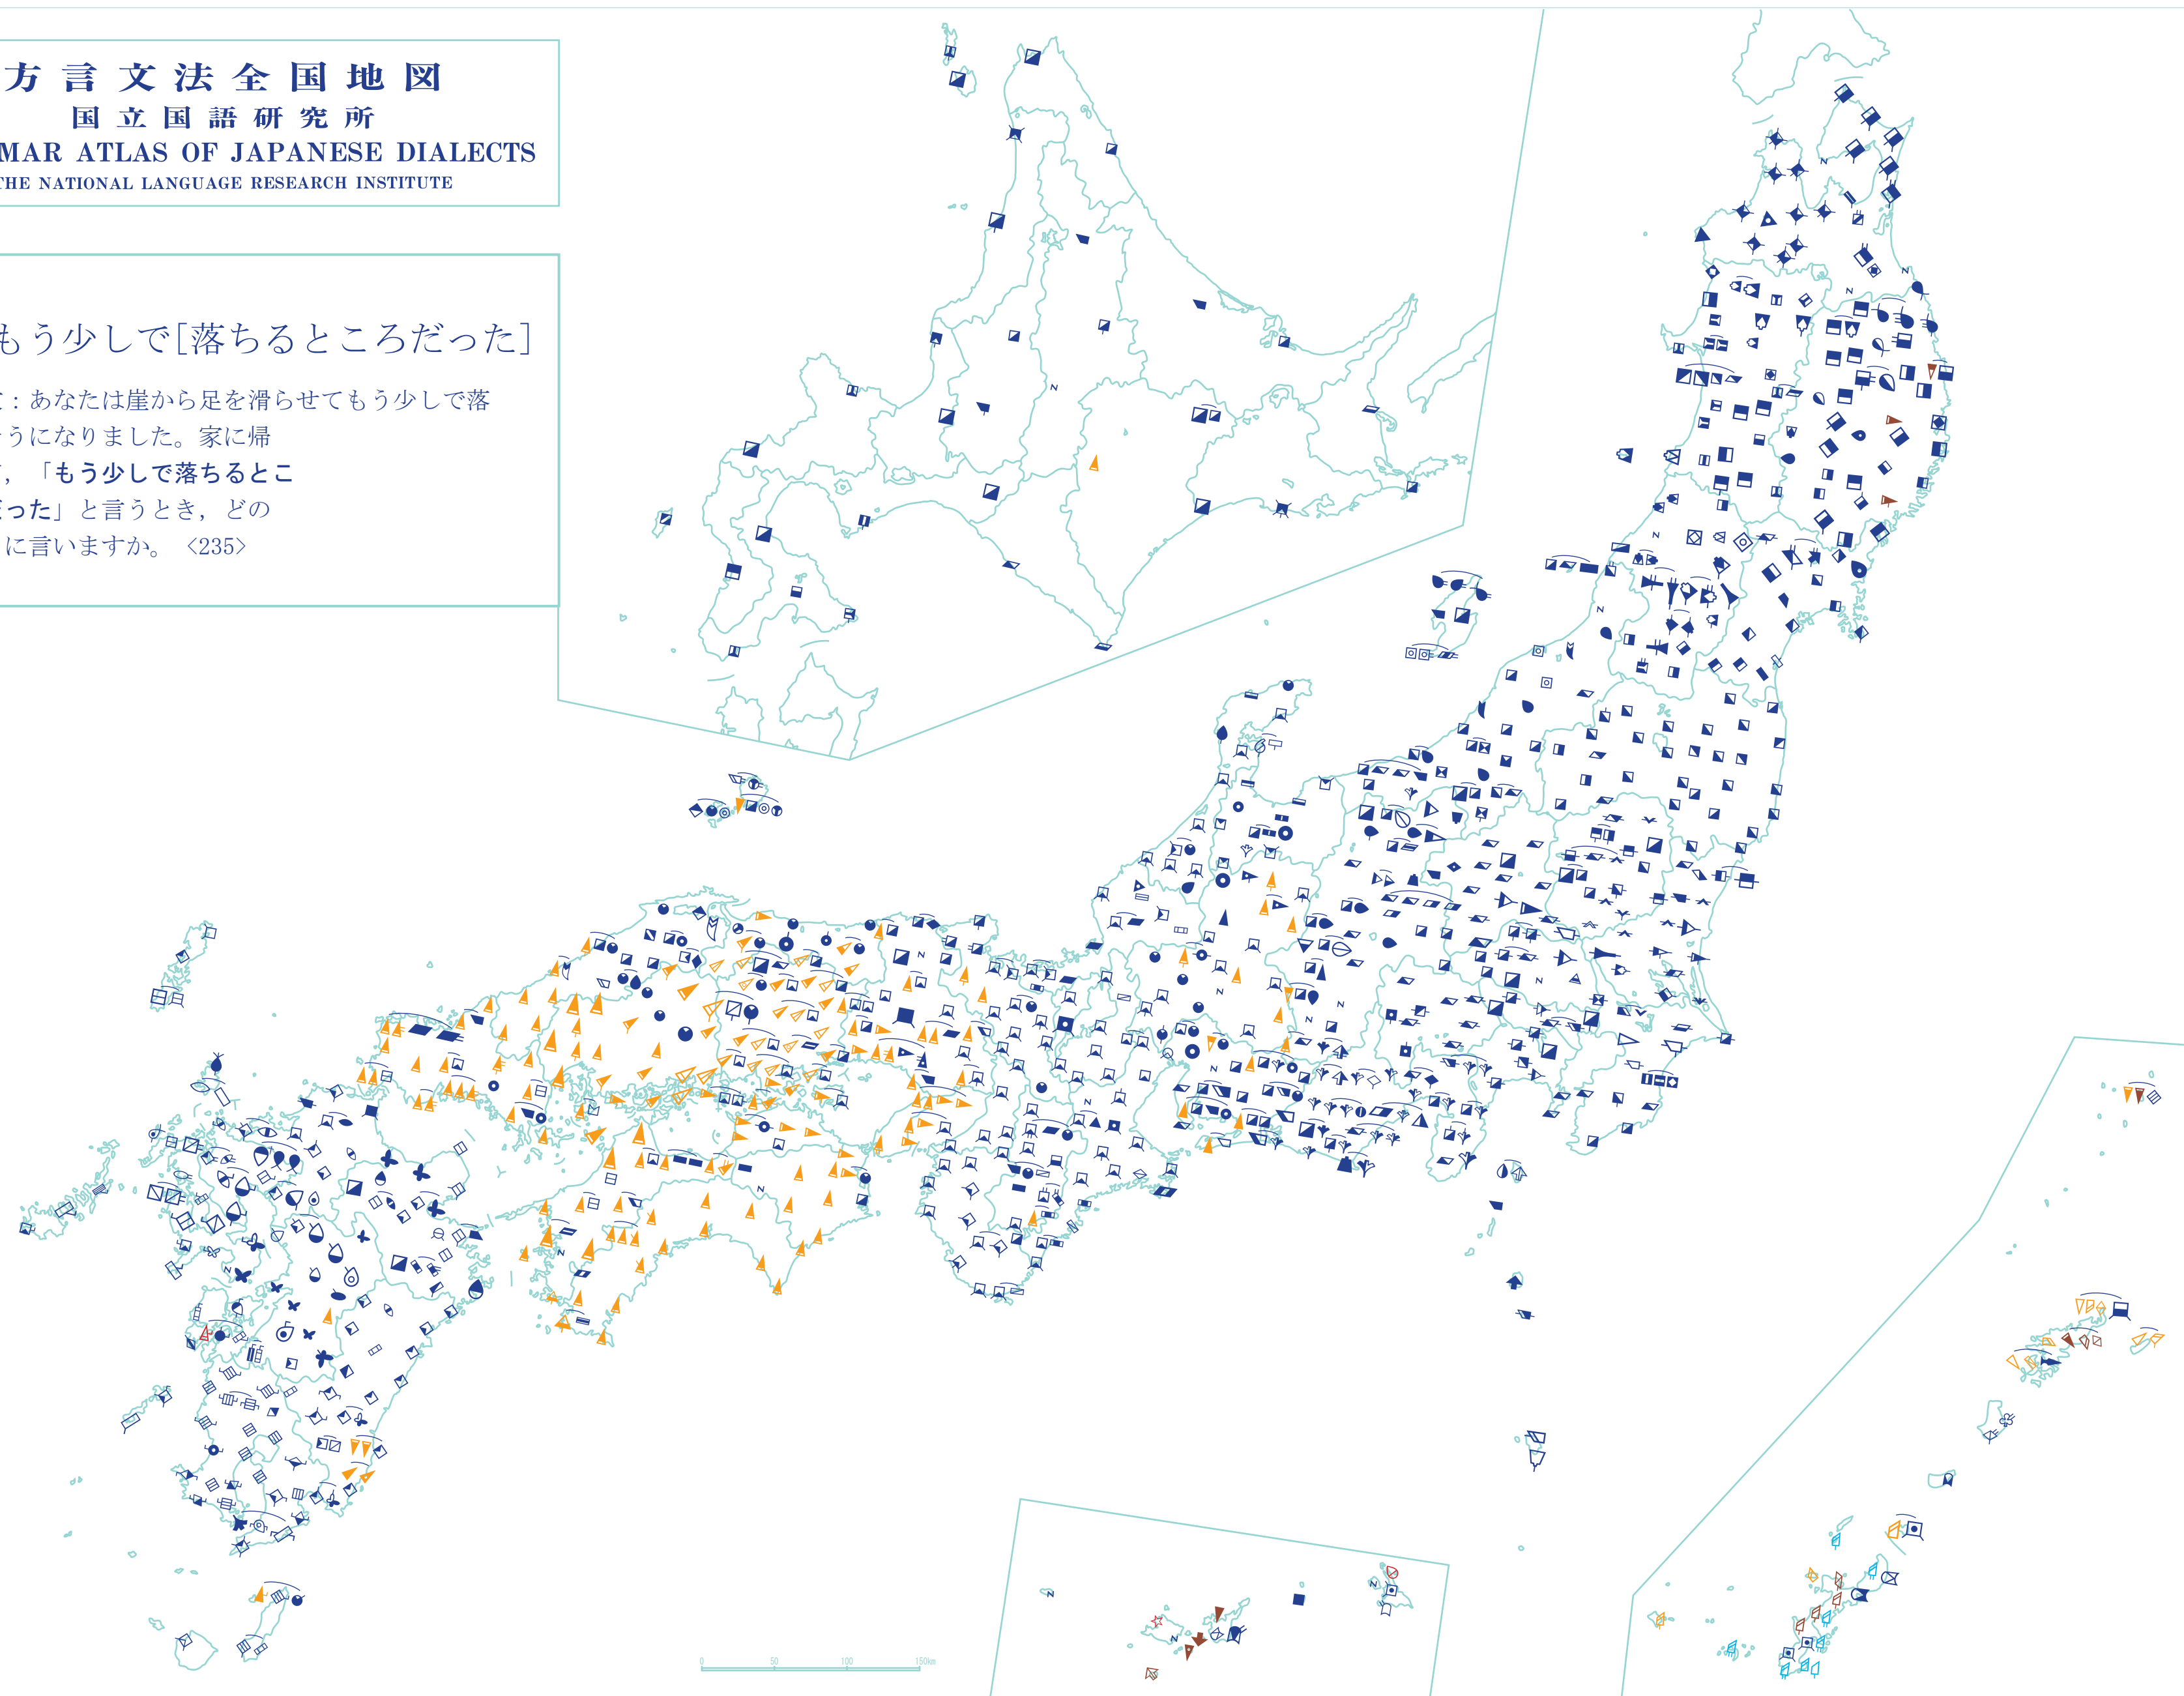 方言文法全国地図
国立国語研究所
MAR ATLAS OF JAPANESE DIALECTS
THE NATIONAL LANGUAGE RESEARCH INSTITUTE
もう少しで[落ちるところだった]
:あなたは崖から足を滑らせてもう少しで落
うになりました。家に帰
,「もう少しで落ちるとこ
だった」と言うとき,どの
に言いますか。 <235>
0 50 100 150km